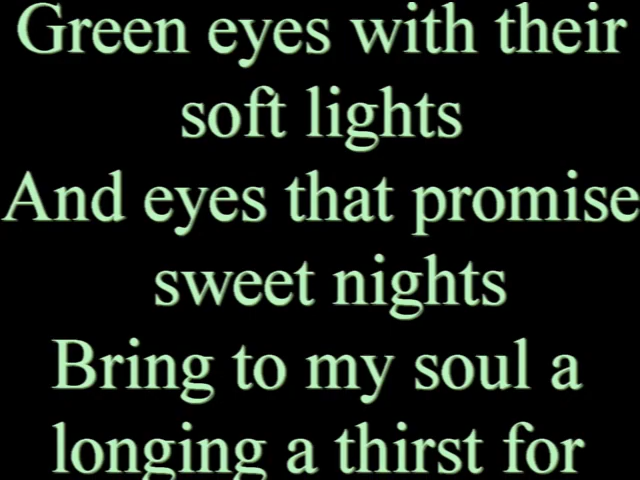 Green eyes with their
soft lights
And eyes that promise
sweet nights
Bring to my soul a
longing a thirst for